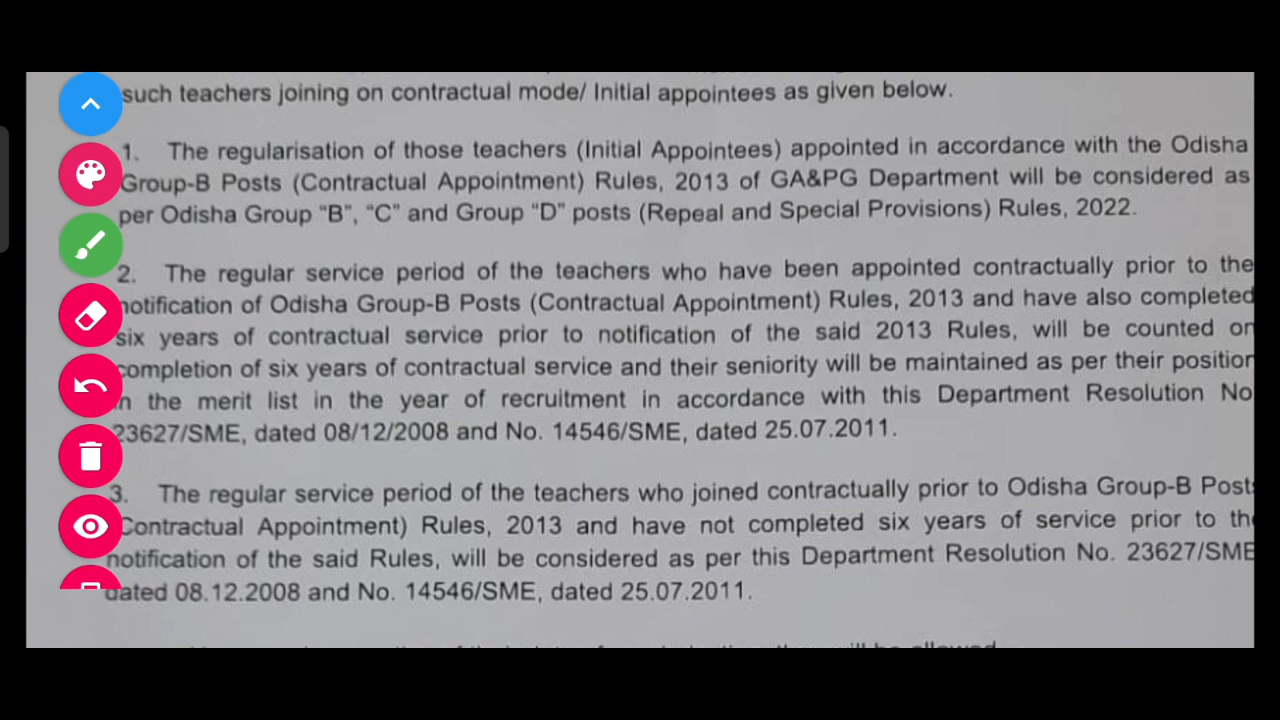 such teachers joining on contractual mode/ Initial appointees as given below.
1. The regularisation of those teachers (Initial Appointees) appointed in accordance with the Odisha
Group-B Posts (Contractual Appointment) Rules, 2013 of GA&PG Department will be considered as
per Odisha Group "B", "C" and Group "D" posts (Repeal and Special Provisions) Rules, 2022.
2. The regular service period of the teachers who have been appointed contractually prior to the
notification of Odisha Group-B Posts (Contractual Appointment) Rules, 2013 and have also completed
six years of contractual service prior to notification of the said 2013 Rules, will be counted on
completion of six years of contractual service and their seniority will be maintained as per their position
in the merit list in the year of recruitment in accordance with this Department Resolution No
23627/SME, dated 08/12/2008 and No. 14546/SME, dated 25.07.2011.
3. The regular service period of the teachers who joined contractually prior to Odisha Group-B Posts
Contractual Appointment) Rules, 2013 and have not completed six years of service prior to the
notification of the said Rules, will be considered as per this Department Resolution No. 23627/SME
dated 08.12.2008 and No. 14546/SME, dated 25.07.2011.
will be allowed